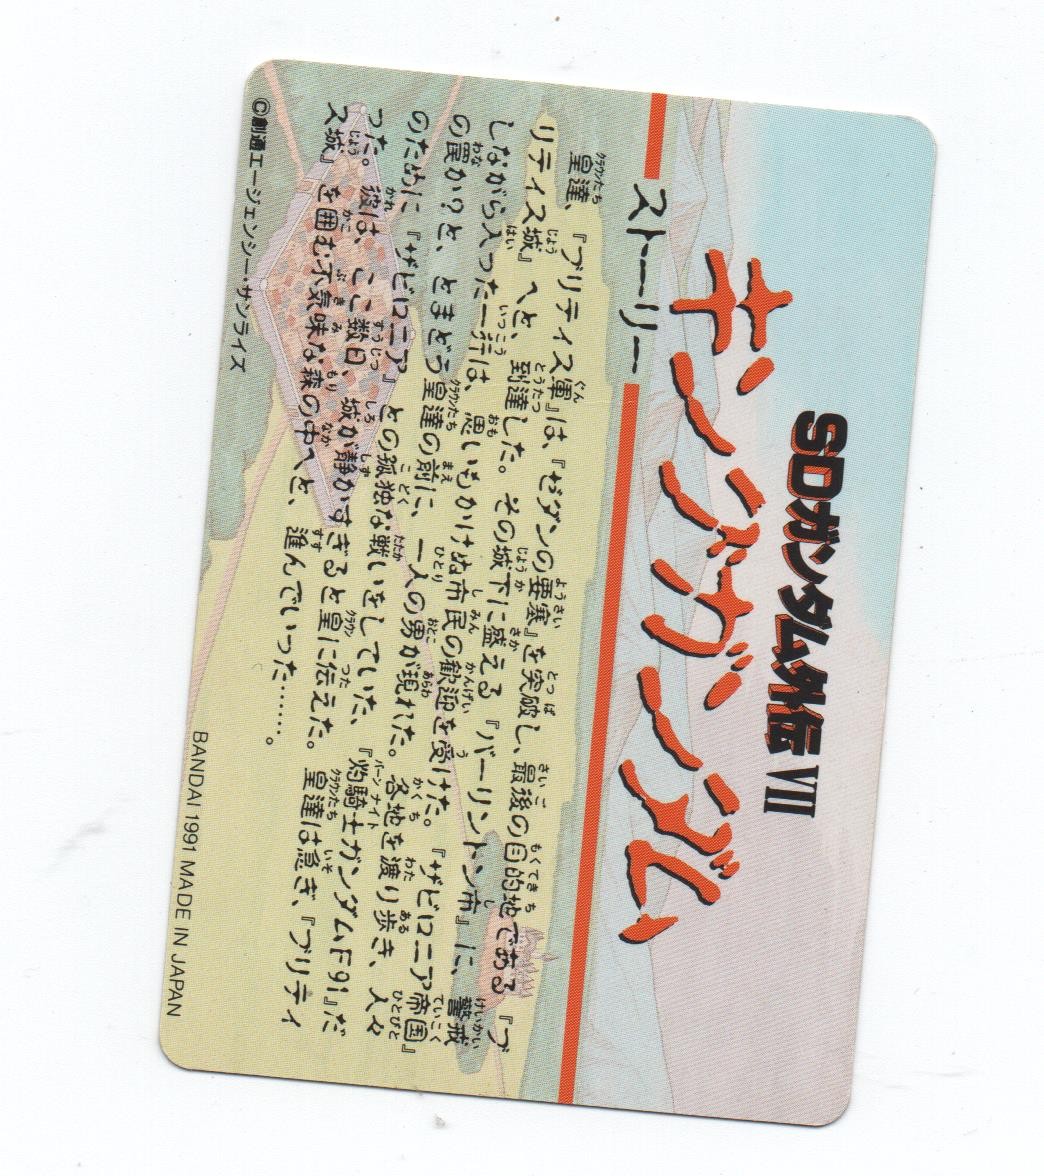 SDガンダム外伝 VII
キングガンダム
ストーリー
皇達、『ブリティス軍』は、『ゼダンの要塞』を突破し、最後の目的地である『ブ
リティス城』へと、到達した。その城下に盛える『バーリントン市』に、警戒
しながら入った一行は、思いもかけぬ市民の歓迎を受けた。『ザビロニア帝国』
の罠か?と、とまどう皇達の前に、一人の男が現れた。各地を渡り歩き、人々
のために『ザビロニア』との孤独な戦いをしていた、『灼騎士ガンダムF91』だ
った。彼は、ここ数日、城が静かすぎると皇に伝えた。皇達は急ぎ、『ブリティ
ス城』を囲む不気味な森の中へと、進んでいった……。
©創通エージェンシー・サンライズ
BANDAI 1991 MADE IN JAPAN